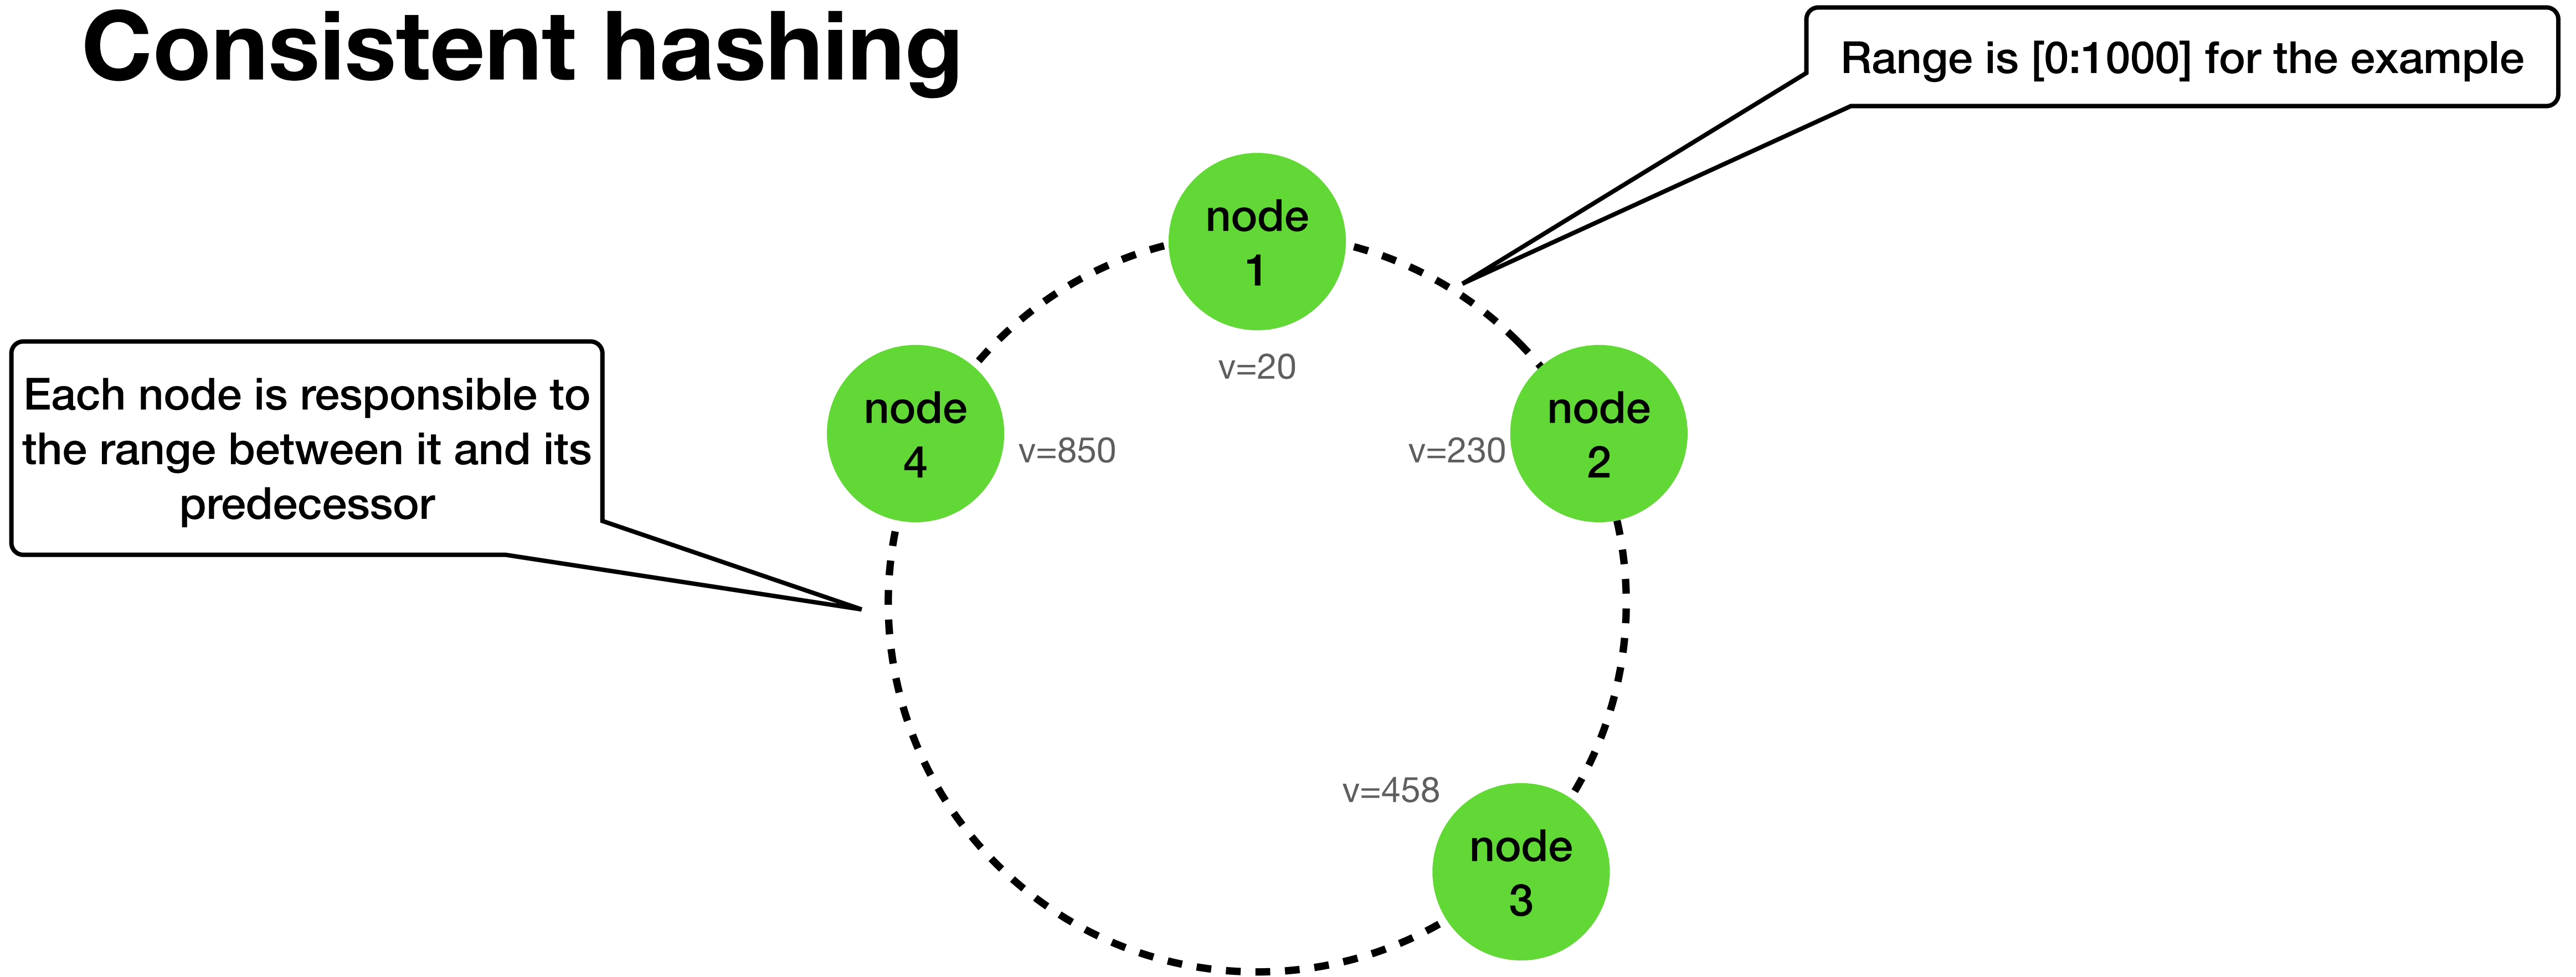 Consistent hashing
Range is [0:1000] for the example
node
1
v=20
Each node is responsible to
the range between it and its
predecessor
node
4
v=850
v=230
node
2
v=458
node
3